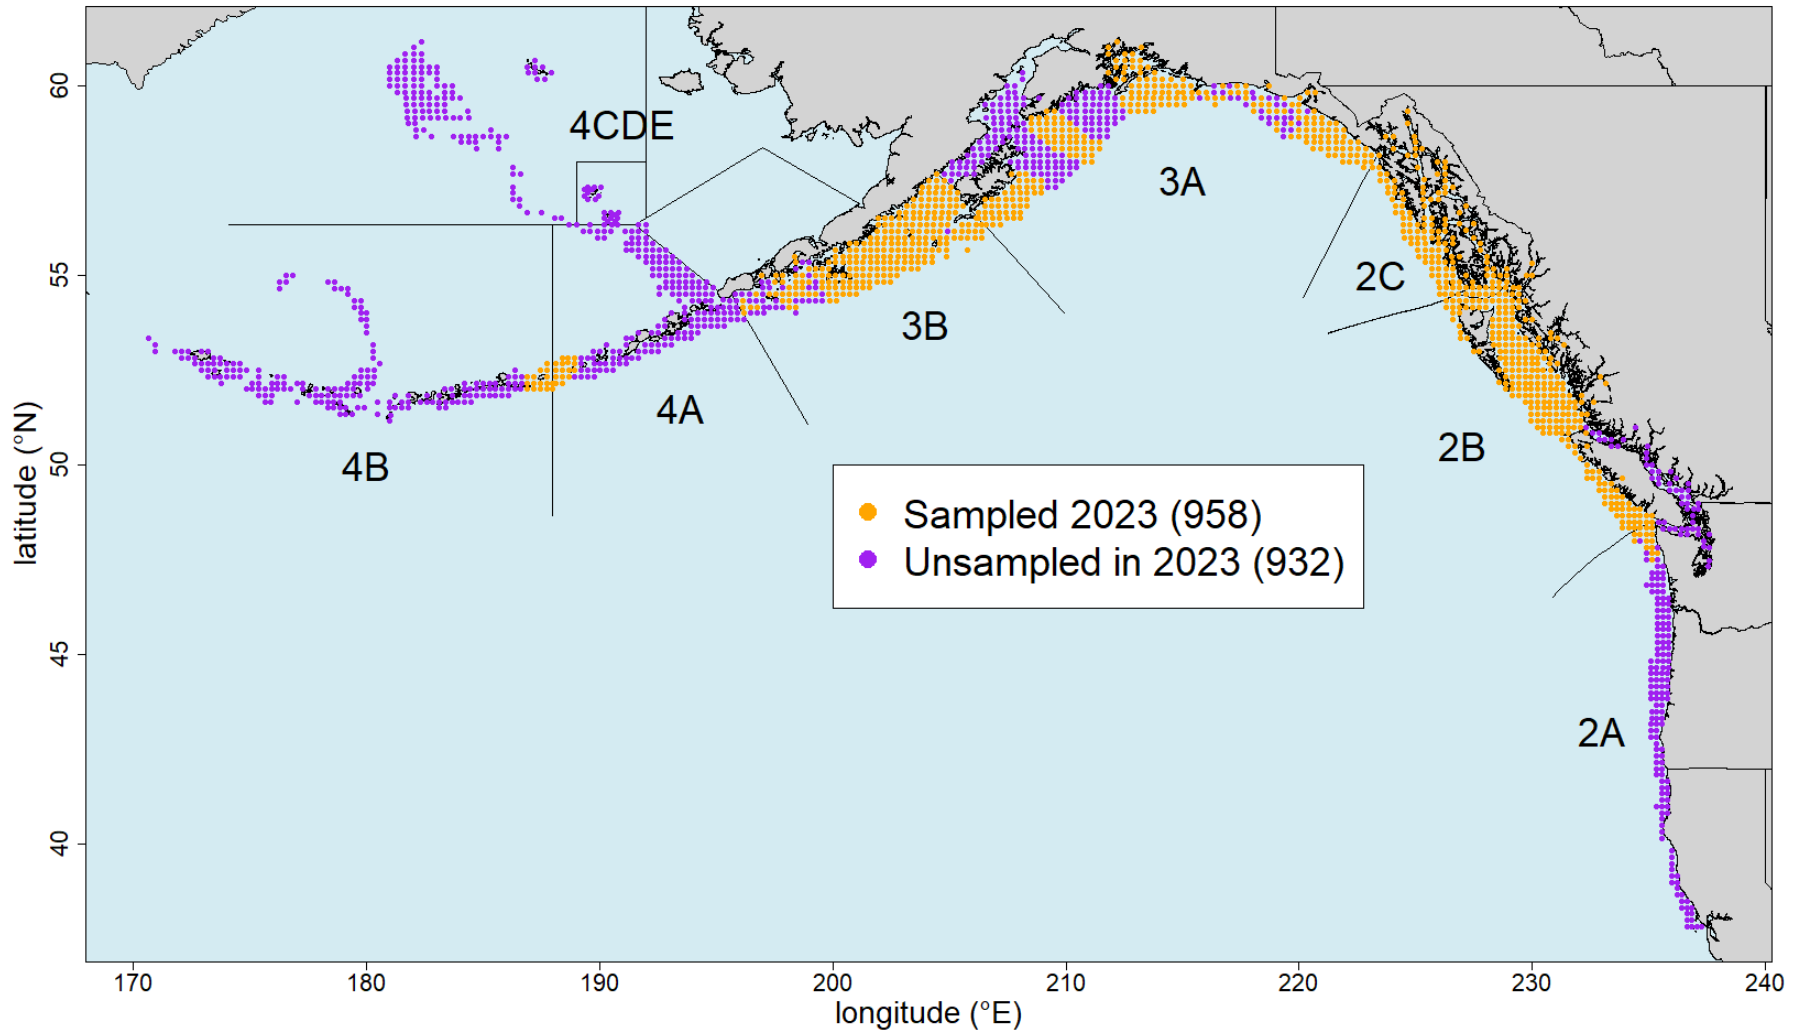 60
55
50
45
40
latitude (°N)
4CDE
3A
2C
3B
4A
2B
4B
2A
Sampled 2023 (958)
Unsampled in 2023 (932)
170
180
190
200
210
220
230
240
longitude (°E)